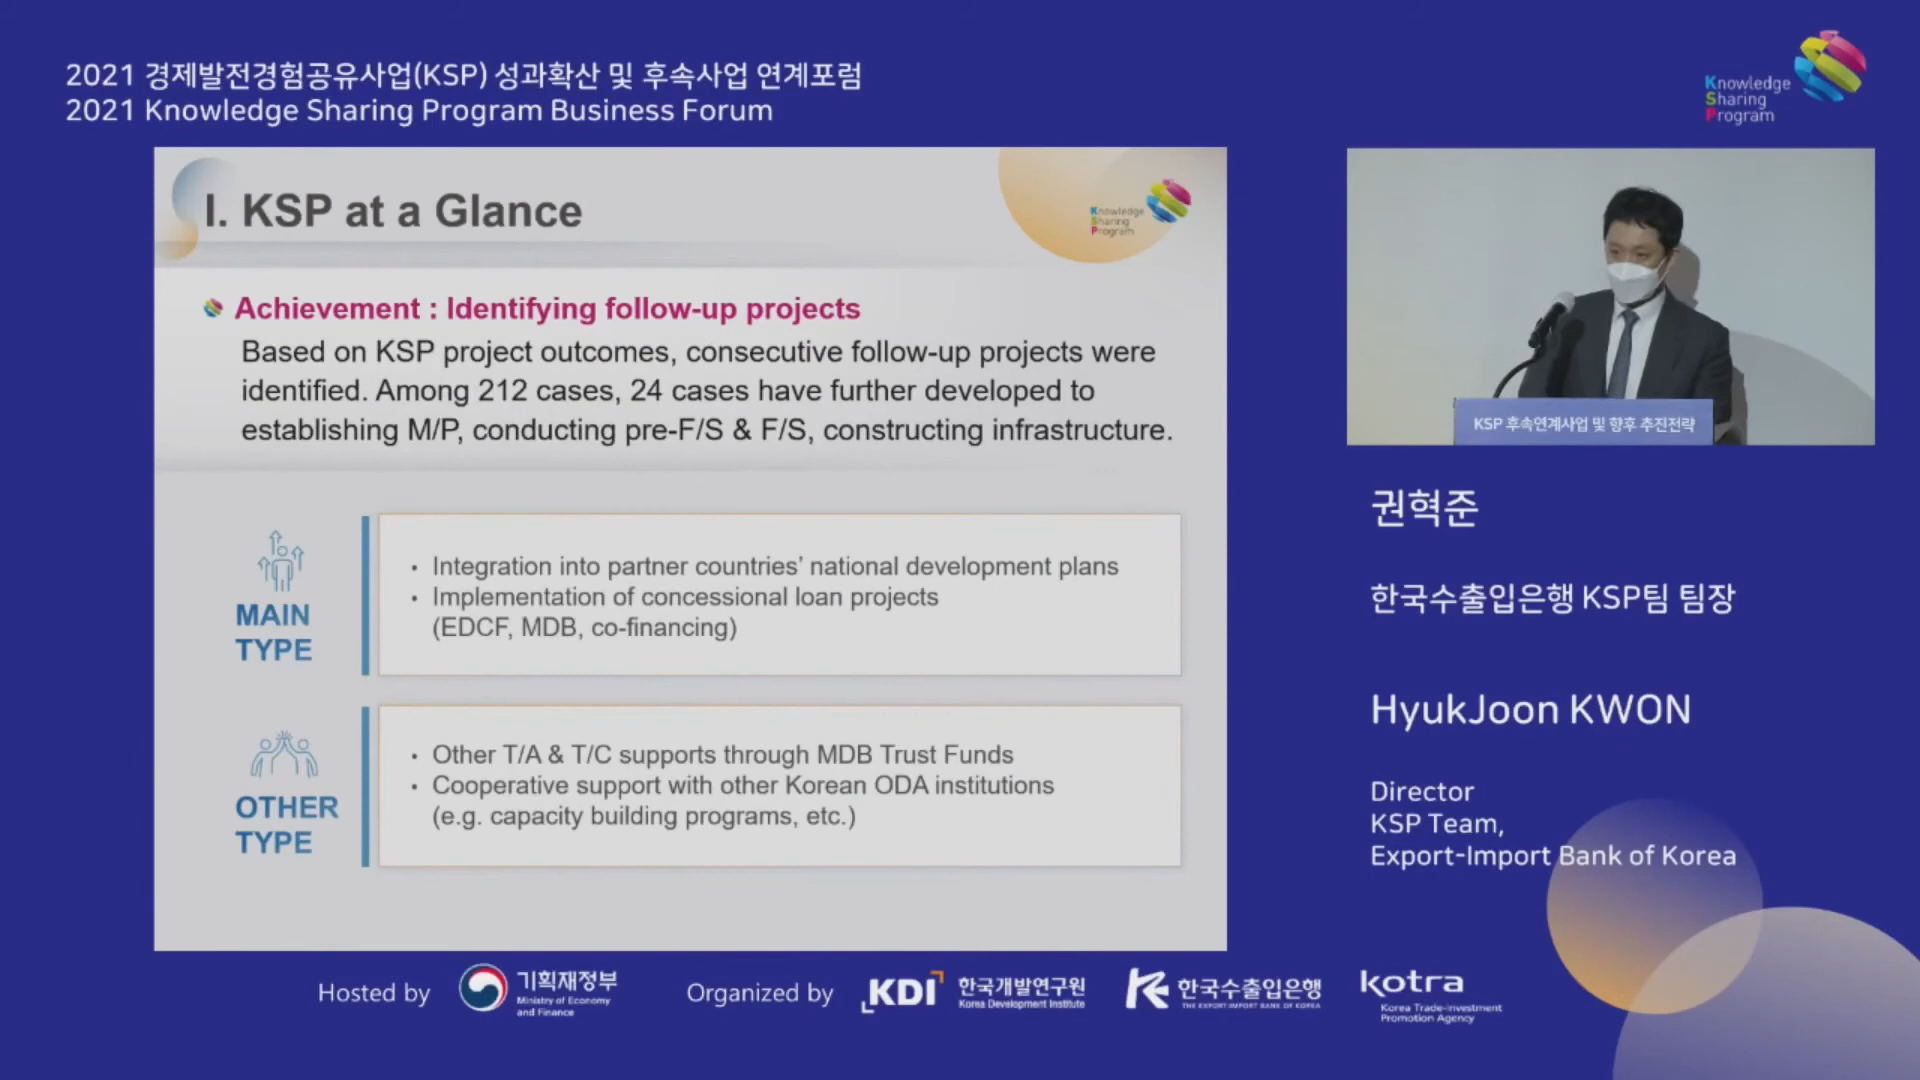 2021 경제발전경험공유사업(KSP) 성과확산 및 후속사업 연계포럼
2021 Knowledge Sharing Program Business Forum
Knowledge
Sharing
Program
I. KSP at a Glance
Knowledge
Sharing
Program
Achievement : Identifying follow-up projects
Based on KSP project outcomes, consecutive follow-up projects were
identified. Among 212 cases, 24 cases have further developed to
establishing M/P, conducting pre-F/S & F/S, constructing infrastructure.
MAIN
TYPE
• Integration into partner countries’ national development plans
• Implementation of concessional loan projects
(EDCF, MDB, co-financing)
OTHER
TYPE
• Other T/A & T/C supports through MDB Trust Funds
• Cooperative support with other Korean ODA institutions
(e.g. capacity building programs, etc.)
KSP 후속연계사업 및 향후 추진전략
권혁준
한국수출입은행 KSP팀 팀장
HyukJoon KWON
Director
KSP Team,
Export-Import Bank of Korea
Hosted by
기획재정부
Ministry of Economy
and Finance
Organized by
KDI
한국개발연구원
Korea Development Institute
한국수출입은행
THE EXPORT-IMPORT BANK OF KOREA
kotra
Korea Trade-Investment
Promotion Agency